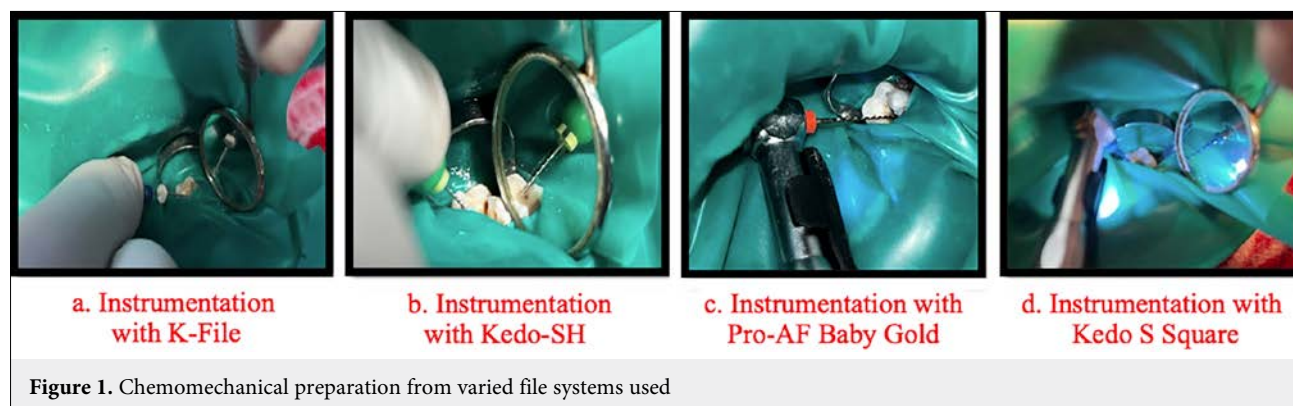 a. Instrumentation
with K-File
b. Instrumentation
with Kedo-SH
c. Instrumentation with
Pro-AF Baby Gold
d. Instrumentation with
Kedo S Square
Figure 1. Chemomechanical preparation from varied file systems used